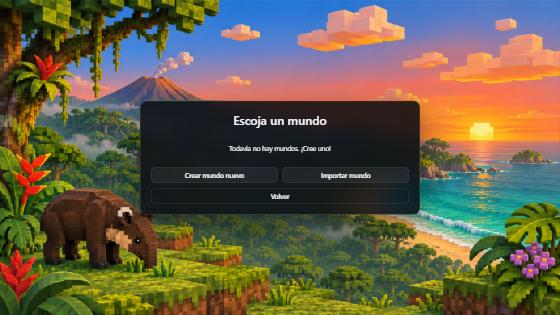 Escoja un mundo
Todavía no hay mundos. ¡Cree uno!
Crear mundo nuevo
Importar mundo
Volver